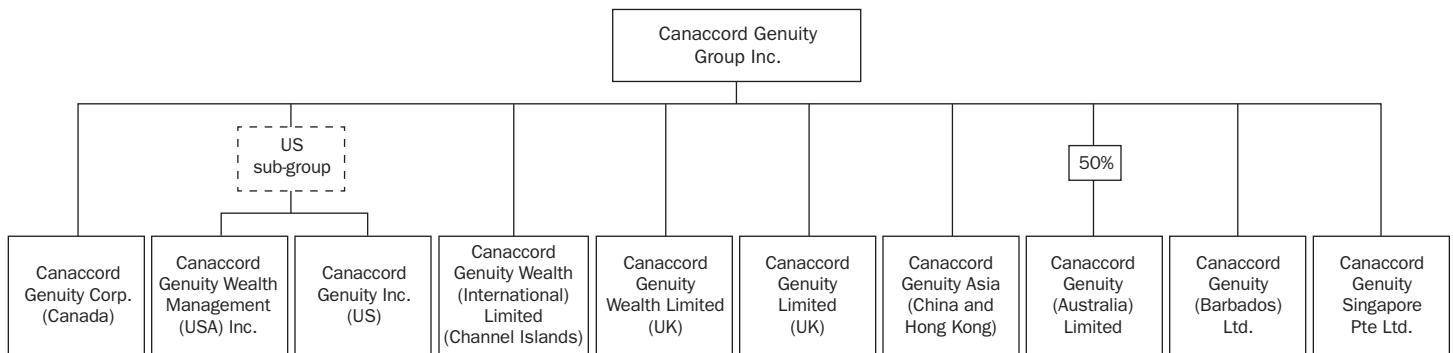 Canaccord Genuity
Group Inc.
US
sub-group
50%
Canaccord
Genuity Corp.
(Canada)
Canaccord
Genuity Wealth
Management
(USA) Inc.
Canaccord
Genuity Inc.
(US)
Canaccord
Genuity Wealth
(International)
Limited
(Channel Islands)
Canaccord
Genuity
Wealth Limited
(UK)
Canaccord
Genuity
Limited
(UK)
Canaccord
Genuity Asia
(China and
Hong Kong)
Canaccord
Genuity
(Australia)
Limited
Canaccord
Genuity
(Barbados)
Ltd.
Canaccord
Genuity
Singapore
Pte Ltd.